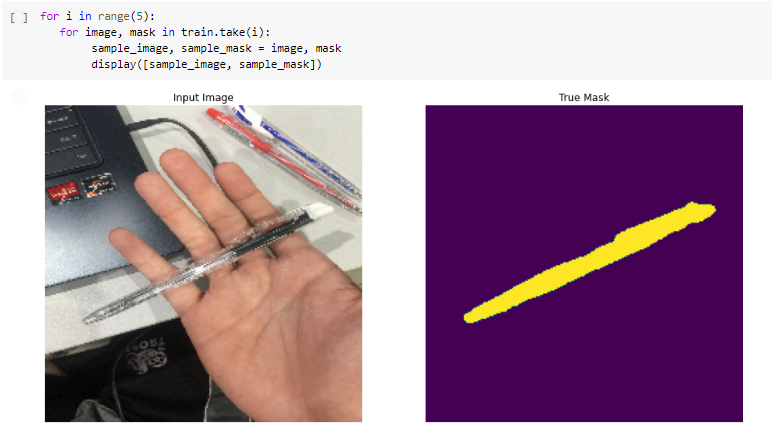 [ ] for i in range(5):
for image, mask in train.take(i):
sample_image, sample_mask = image, mask
display([sample_image, sample_mask])
Input Image
True Mask